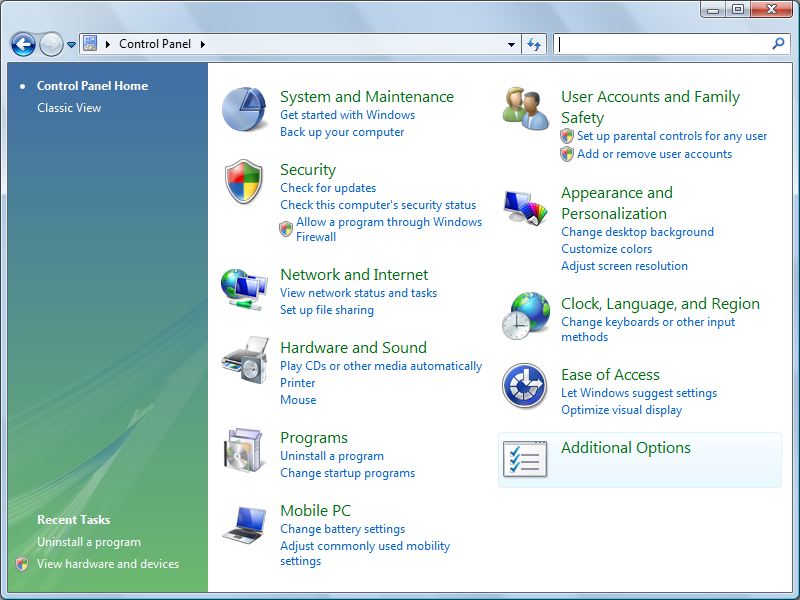 Control Panel
Control Panel Home
Classic View
Recent Tasks
Uninstall a program
View hardware and devices
System and Maintenance
Get started with Windows
Back up your computer
Security
Check for updates
Check this computer's security status
Allow a program through Windows
Firewall
Network and Internet
View network status and tasks
Set up file sharing
Hardware and Sound
Play CDs or other media automatically
Printer
Mouse
Programs
Uninstall a program
Change startup programs
Mobile PC
Change battery settings
Adjust commonly used mobility
settings
User Accounts and Family
Safety
Set up parental controls for any user
Add or remove user accounts
Appearance and
Personalization
Change desktop background
Customize colors
Adjust screen resolution
Clock, Language, and Region
Change keyboards or other input
methods
Ease of Access
Let Windows suggest settings
Optimize visual display
Additional Options